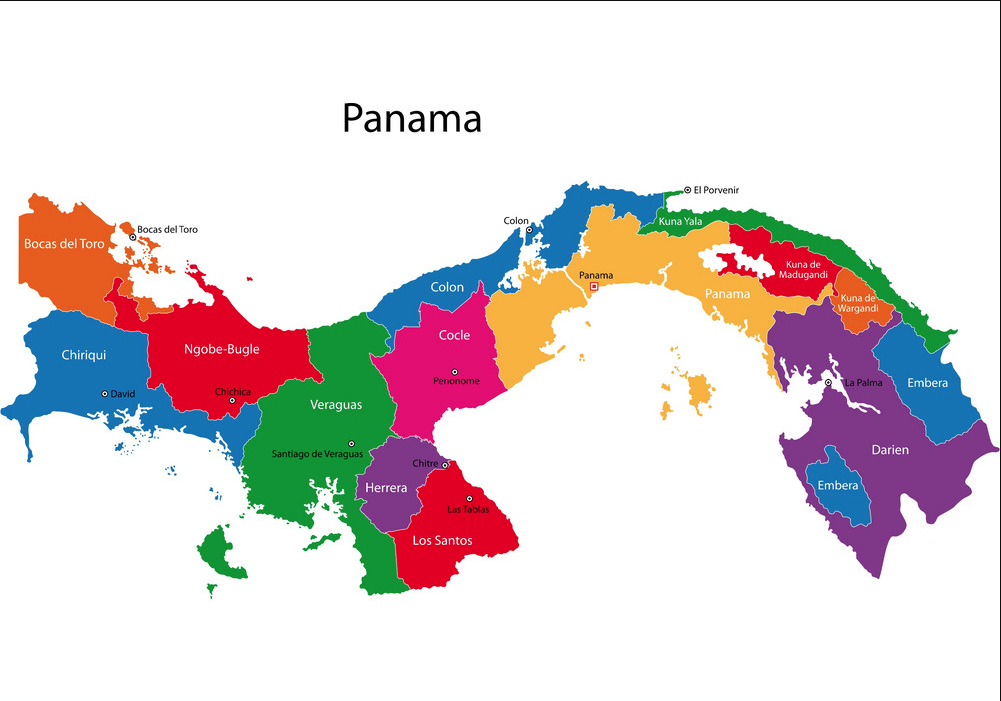 Panama
El Porvenir
Colon
Kuna Yala
Bocas del Toro
Bocas del Toro
Kuna de
Madugandi
Panama
Colon
Panama
Kuna de
Wargandi
Cocle
Ngobe-Bugle
Chiriqui
Penonome
La Palma
Embera
Chichica
David
Veraguas
Santiago de Veraguas
Darien
Chitre
Herrera
Embera
Las Tablas
Los Santos